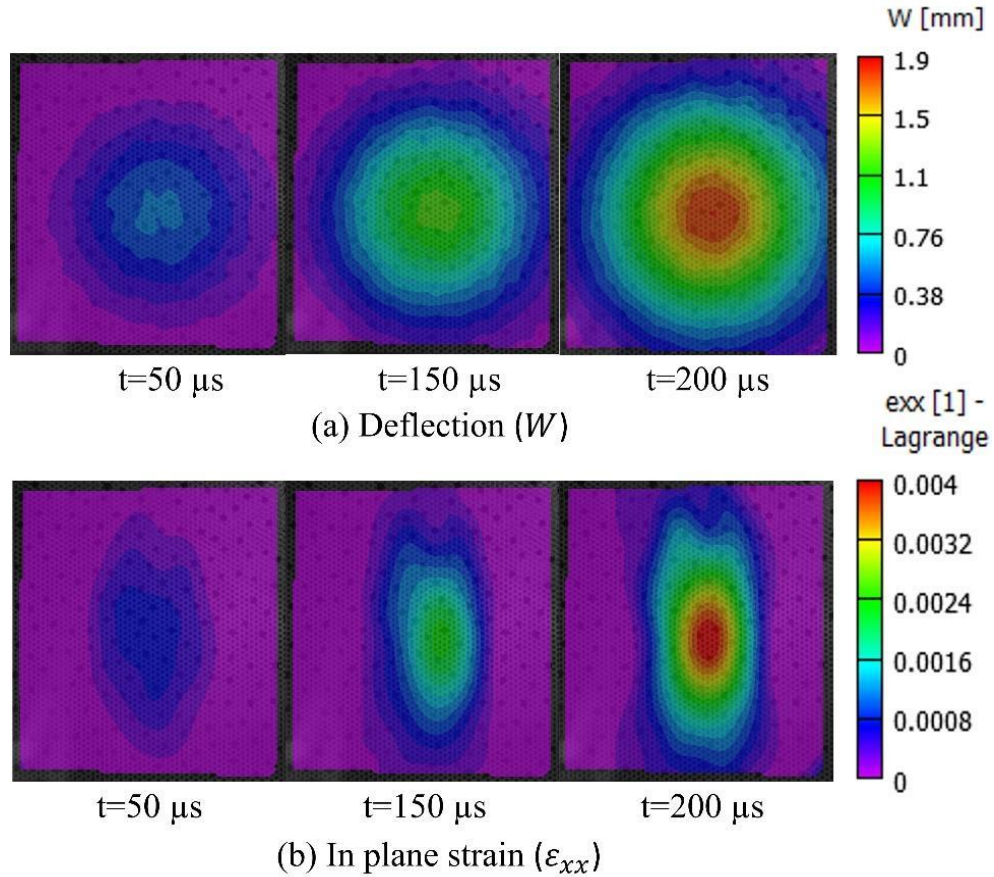 W [mm]
1.9
1.5
1.1
0.76
0.38
0
t=50 μs
t=150 μs
t=200 μs
(a) Deflection (W)
exx [1] -
Lagrange
0.004
0.0032
0.0024
0.0016
0.0008
0
t=50 μs
t=150 μs
t=200 μs
(b) In plane strain (εxx)